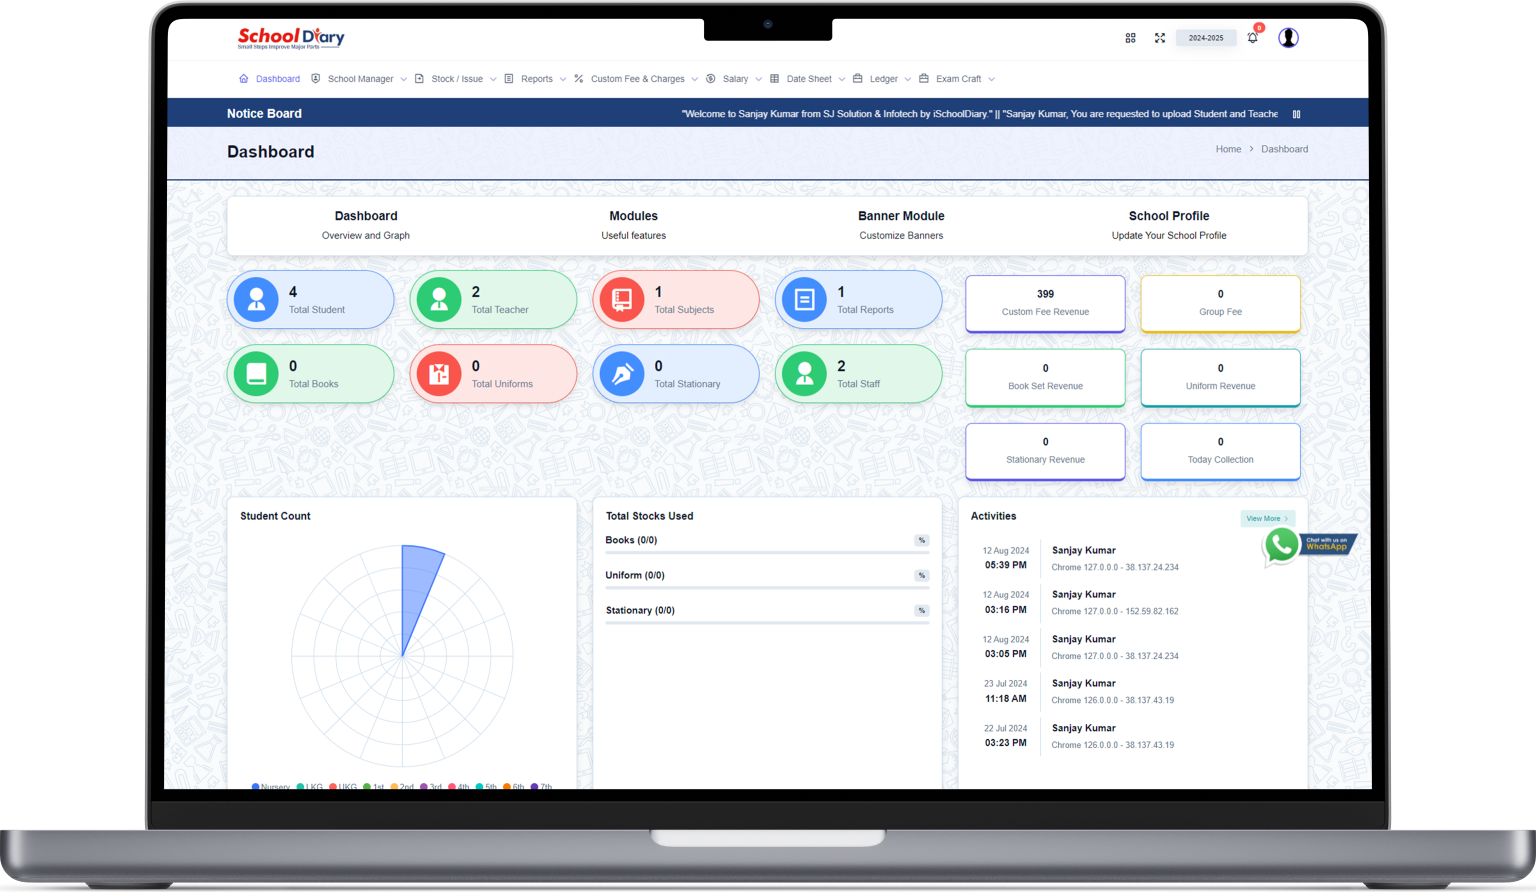 School Diary
Small Steps Improve Major Parts
2024-2025
0
Dashboard School Manager Stock / Issue Reports Custom Fee & Charges Salary Date Sheet Ledger Exam Craft
Notice Board "Welcome to Sanjay Kumar from SJ Solution & Infotech by iSchoolDiary." || "Sanjay Kumar, You are requested to upload Student and Teache
Dashboard
Home > Dashboard
Dashboard
Overview and Graph
Modules
Useful features
Banner Module
Customize Banners
School Profile
Update Your School Profile
4
Total Student
2
Total Teacher
1
Total Subjects
1
Total Reports
0
Total Books
0
Total Uniforms
0
Total Stationary
2
Total Staff
399
Custom Fee Revenue
0
Group Fee
0
Book Set Revenue
0
Uniform Revenue
0
Stationary Revenue
0
Today Collection
Student Count
Nursery LKG UKG 1st 2nd 3rd 4th 5th 6th 7th
Total Stocks Used
Books (0/0) %
Uniform (0/0) %
Stationary (0/0) %
Activities
View More >
Chat with us on
WhatsApp
12 Aug 2024 Sanjay Kumar
05:39 PM Chrome 127.0.0.0 - 38.137.24.234
12 Aug 2024 Sanjay Kumar
03:16 PM Chrome 127.0.0.0 - 152.59.82.162
12 Aug 2024 Sanjay Kumar
03:05 PM Chrome 127.0.0.0 - 38.137.24.234
23 Jul 2024 Sanjay Kumar
11:18 AM Chrome 126.0.0.0 - 38.137.43.19
22 Jul 2024 Sanjay Kumar
03:23 PM Chrome 126.0.0.0 - 38.137.43.19